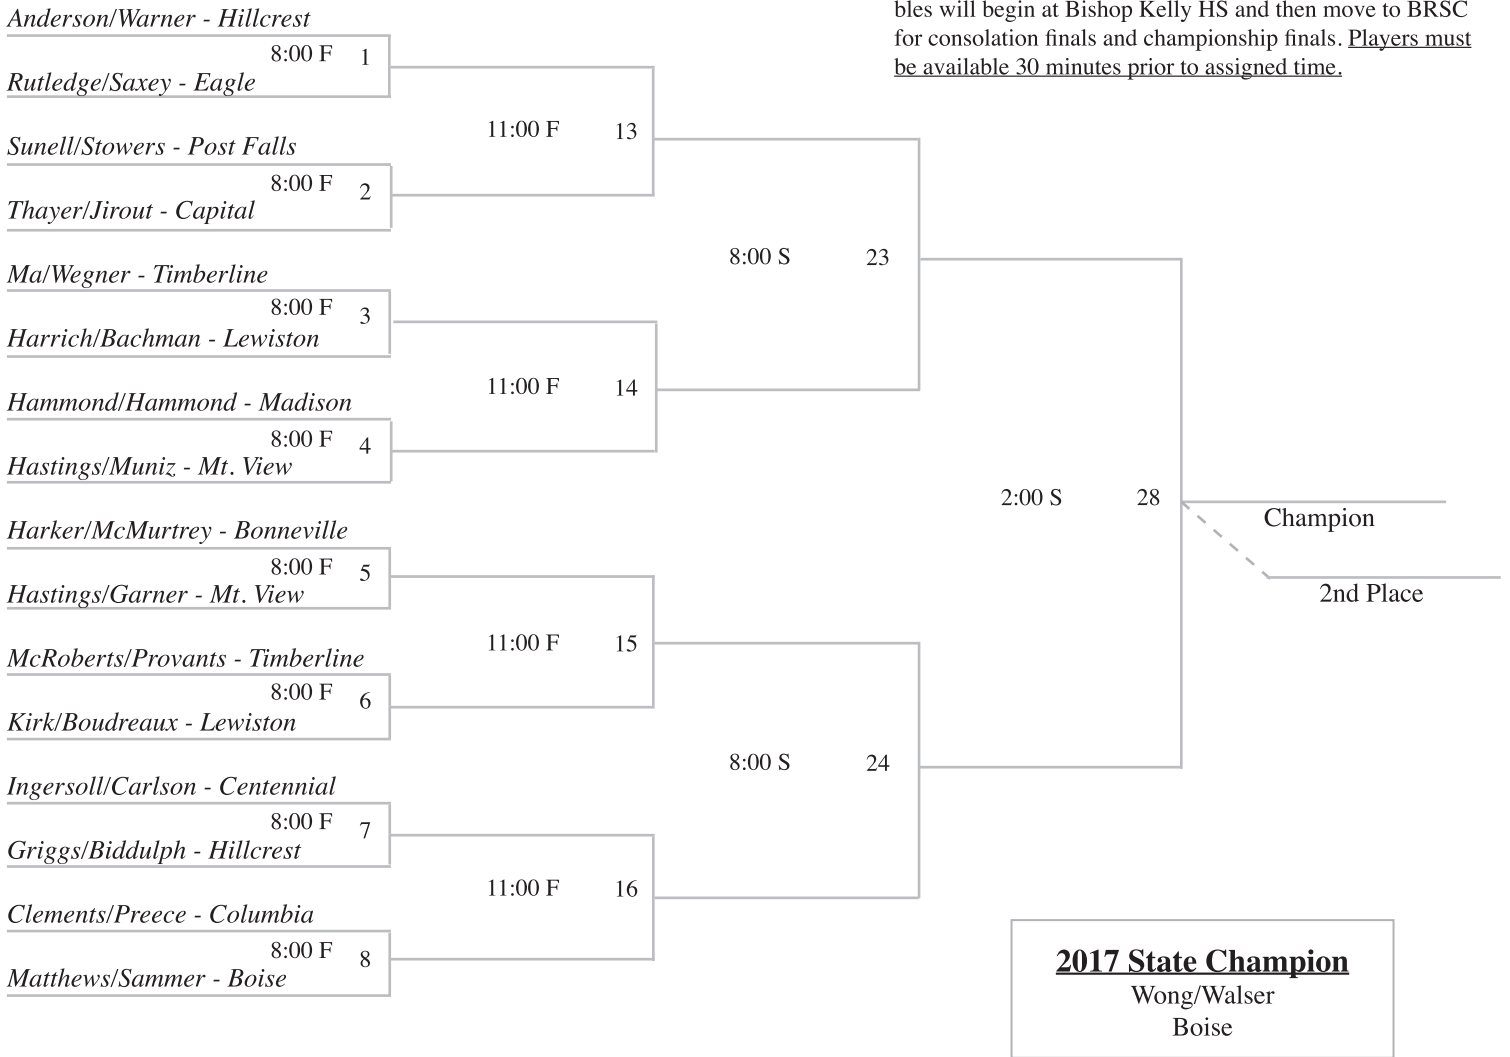 Anderson/Warner - Hillcrest
8:00 F 1
Rutledge/Saxey - Eagle
Sunell/Stowers - Post Falls
8:00 F 2
Thayer/Jirout - Capital
Ma/Wegner - Timberline
8:00 F 3
Harrich/Bachman - Lewiston
Hammond/Hammond - Madison
8:00 F 4
Hastings/Muniz - Mt. View
Harker/McMurtrey - Bonneville
8:00 F 5
Hastings/Garner - Mt. View
McRoberts/Provants - Timberline
8:00 F 6
Kirk/Boudreaux - Lewiston
Ingersoll/Carlson - Centennial
8:00 F 7
Griggs/Biddulph - Hillcrest
Clements/Preece - Columbia
8:00 F 8
Matthews/Sammer - Boise
11:00 F 13
11:00 F 14
11:00 F 15
11:00 F 16
8:00 S 23
8:00 S 24
2:00 S 28
Champion
2nd Place
bles will begin at Bishop Kelly HS and then move to BRSC
for consolation finals and championship finals. Players must
be available 30 minutes prior to assigned time.
2017 State Champion
Wong/Walser
Boise